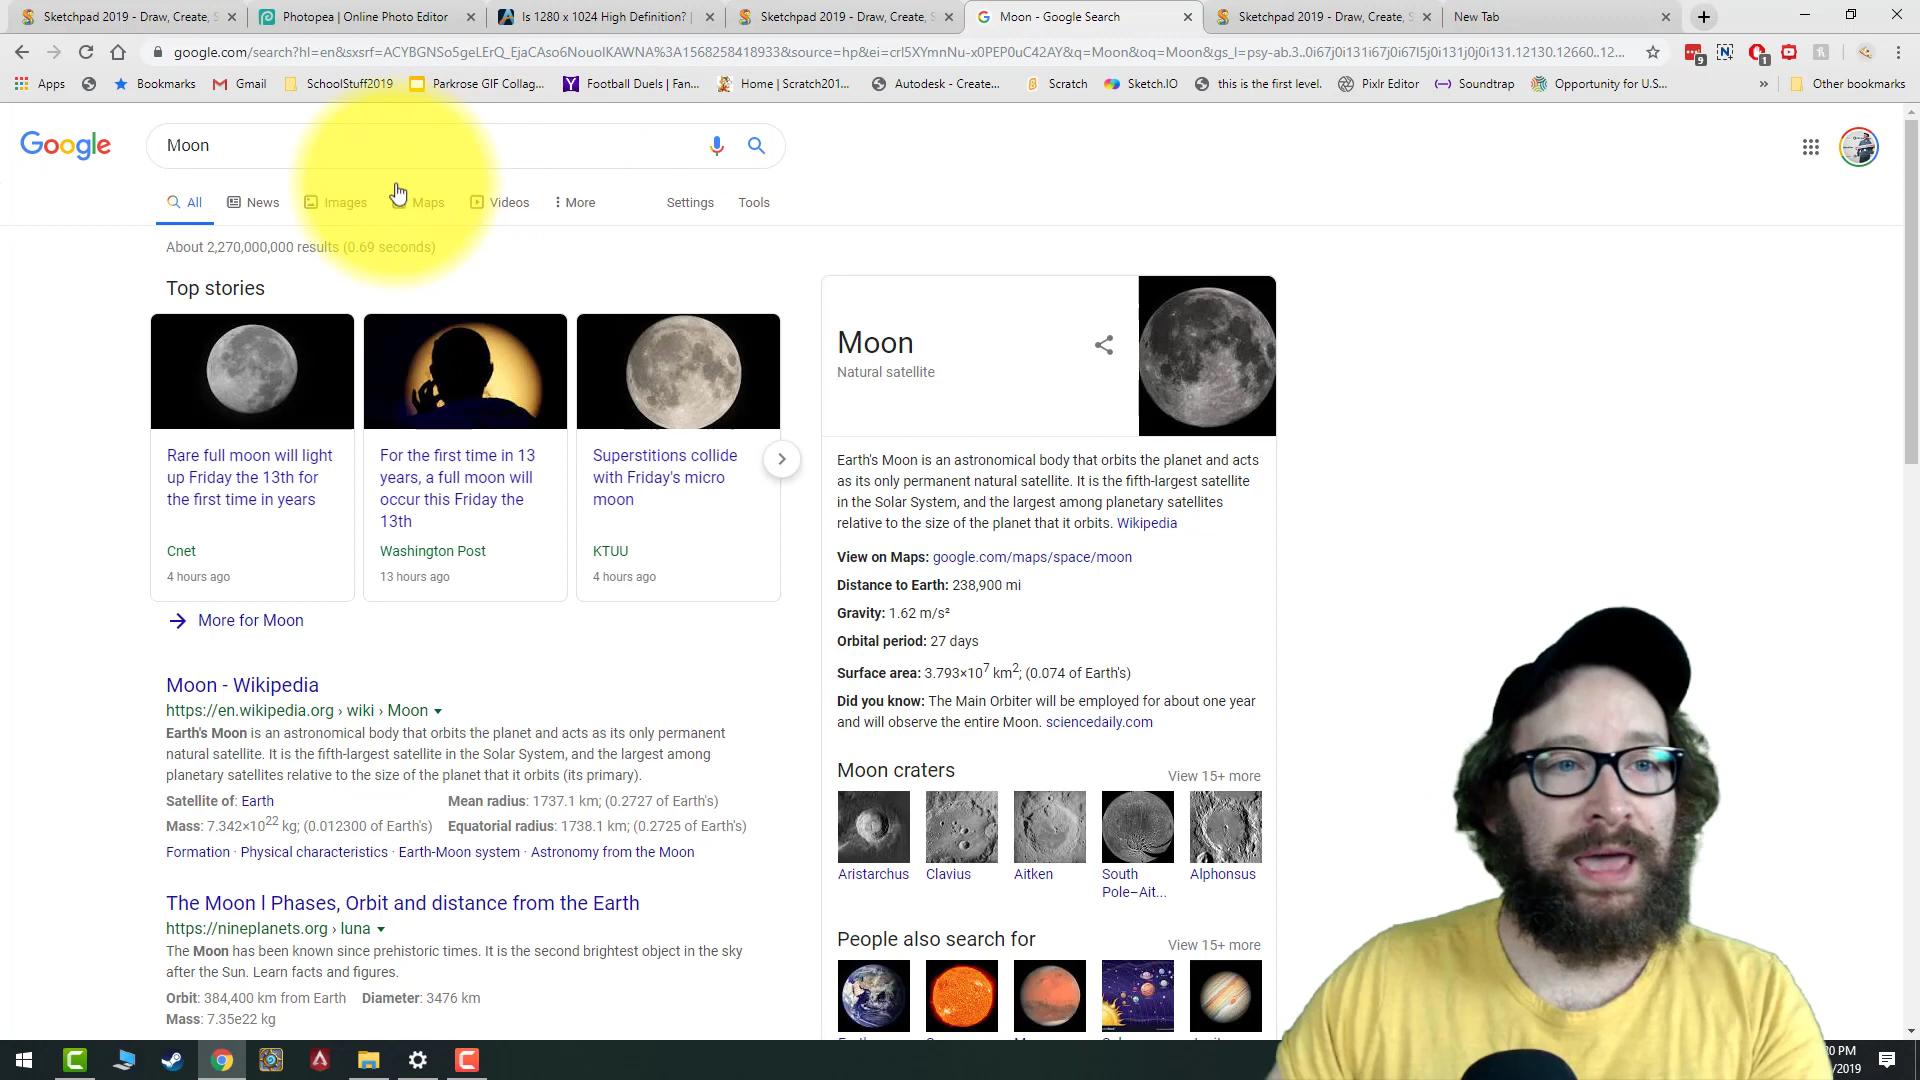 Sketchpad 2019 - Draw, Create, S
Photopea | Online Photo Editor
Is 1280 x 1024 High Definition? |
Sketchpad 2019 - Draw, Create, S
Moon - Google Search
Sketchpad 2019 - Draw, Create, S
New Tab
Apps
Bookmarks
Gmail
SchoolStuff2019
Parkrose GIF Collag...
Football Duels | Fan...
Home | Scratch201...
Autodesk - Create...
Scratch
Sketch.IO
this is the first level.
Pixlr Editor
Soundtrap
Opportunity for U.S...
Other bookmarks
Google
Moon
All
News
Images
Maps
Videos
More
Settings
Tools
About 2,270,000,000 results (0.69 seconds)
Top stories
Rare full moon will light
up Friday the 13th for
the first time in years
Cnet
4 hours ago
For the first time in 13
years, a full moon will
occur this Friday the
13th
Washington Post
13 hours ago
Superstitions collide
with Friday's micro
moon
KTUU
4 hours ago
More for Moon
Moon - Wikipedia
https://en.wikipedia.org › wiki › Moon
Earth's Moon is an astronomical body that orbits the planet and acts as its only permanent
natural satellite. It is the fifth-largest satellite in the Solar System, and the largest among
planetary satellites relative to the size of the planet that it orbits (its primary).
Satellite of: Earth
Mean radius: 1737.1 km; (0.2727 of Earth's)
Mass: 7.342×10²² kg; (0.012300 of Earth's)
Equatorial radius: 1738.1 km; (0.2725 of Earth's)
Formation · Physical characteristics · Earth-Moon system · Astronomy from the Moon
The Moon l Phases, Orbit and distance from the Earth
https://nineplanets.org › luna
The Moon has been known since prehistoric times. It is the second brightest object in the sky
after the Sun. Learn facts and figures.
Orbit: 384,400 km from Earth
Diameter: 3476 km
Mass: 7.35e22 kg
Moon
Natural satellite
Earth's Moon is an astronomical body that orbits the planet and acts
as its only permanent natural satellite. It is the fifth-largest satellite
in the Solar System, and the largest among planetary satellites
relative to the size of the planet that it orbits. Wikipedia
View on Maps: google.com/maps/space/moon
Distance to Earth: 238,900 mi
Gravity: 1.62 m/s²
Orbital period: 27 days
Surface area: 3.793×10⁷ km²; (0.074 of Earth's)
Did you know: The Main Orbiter will be employed for about one year
and will observe the entire Moon. sciencedaily.com
Moon craters
View 15+ more
Aristarchus
Clavius
Aitken
South
Pole–Ait...
Alphonsus
People also search for
View 15+ more
0 PM
/2019